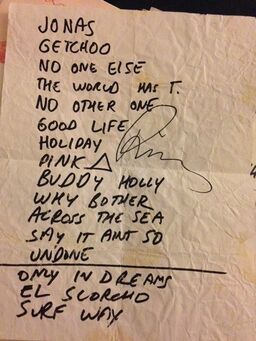 JONAS
GETCHOO
NO ONE ELSE
THE WORLD HAS T.
NO OTHER ONE
GOOD LIFE
HOLIDAY
PINK △
BUDDY HOLLY
WHY BOTHER
ACROSS THE SEA
SAY IT AINT SO
UNDONE
ONLY IN DREAMS
EL SCORCHO
SURF WAX